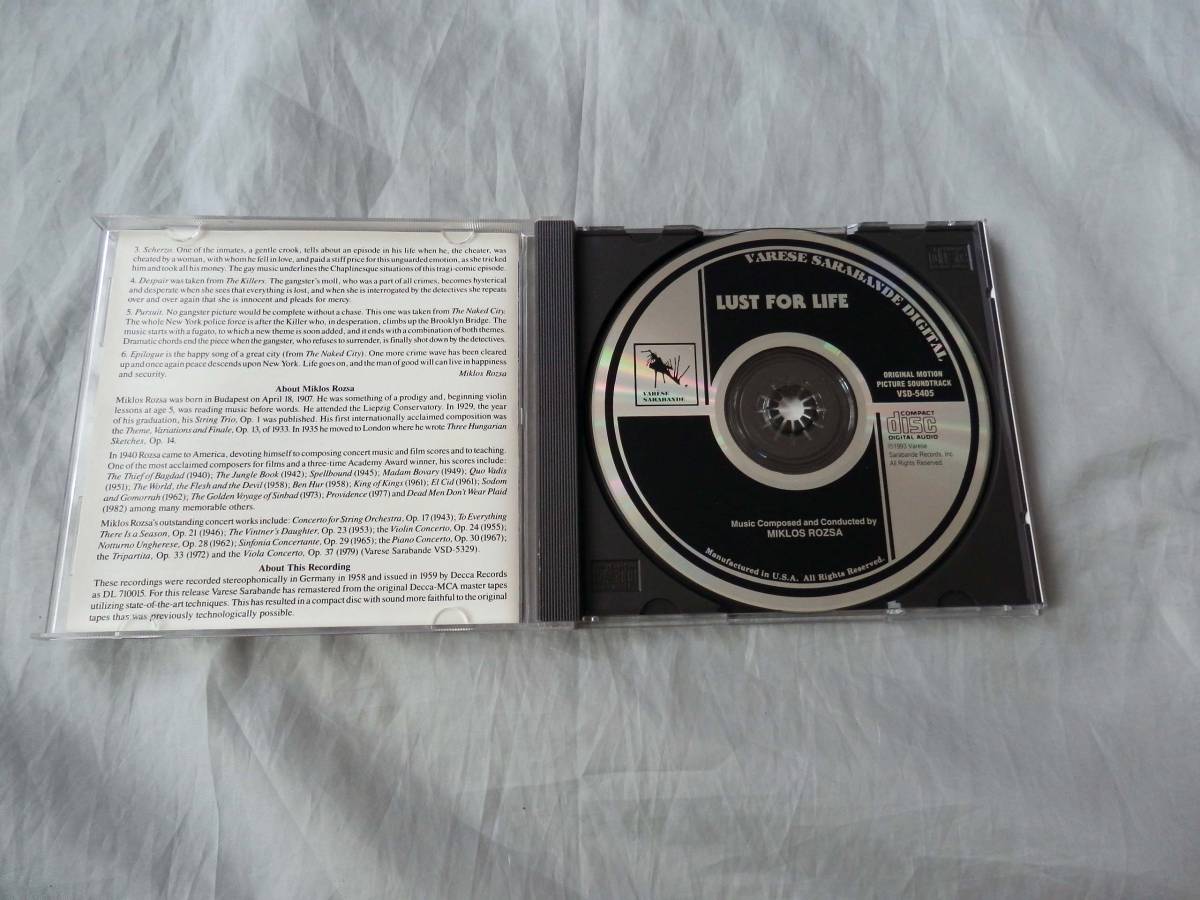 3. Scherzo. One of the inmates, a gentle crook, tells about an episode in his life when he, the cheater, was
cheated by a woman, with whom he fell in love, and paid a stiff price for this unguarded emotion, as she tricked
him and took all his money. The gay music underlines the Chaplinesque situations of this tragi-comic episode.
4. Despair was taken from The Killers. The gangster's moll, who was a part of all crimes, becomes hysterical
and desperate when she sees that everything is lost, and when she is interrogated by the detectives she repeats
over and over again that she is innocent and pleads for mercy.
5. Pursuit. No gangster picture would be complete without a chase. This one was taken from The Naked City.
The whole New York police force is after the Killer who, in desperation, climbs up the Brooklyn Bridge. The
music starts with a fugato, to which a new theme is soon added, and it ends with a combination of both themes.
Dramatic chords end the piece when the gangster, who refuses to surrender, is finally shot down by the detectives.
6. Epilogue is the happy song of a great city (from The Naked City). One more crime wave has been cleared
up and once again peace descends upon New York. Life goes on, and the man of good will can live in happiness
and security. Miklos Rozsa
About Miklos Rozsa
Miklos Rozsa was born in Budapest on April 18, 1907. He was something of a prodigy and, beginning violin
lessons at age 5, was reading music before words. He attended the Liepzig Conservatory. In 1929, the year
of his graduation, his String Trio, Op. 1 was published. His first internationally acclaimed composition was
the Theme, Variations and Finale, Op. 13, of 1933. In 1935 he moved to London where he wrote Three Hungarian
Sketches, Op. 14.
In 1940 Rozsa came to America, devoting himself to composing concert music and film scores and to teaching.
One of the most acclaimed composers for films and a three-time Academy Award winner, his scores include:
The Thief of Bagdad (1940); The Jungle Book (1942); Spellbound (1945); Madam Bovary (1949); Quo Vadis
(1951); The World, the Flesh and the Devil (1958); Ben Hur (1958); King of Kings (1961); El Cid (1961); Sodom
and Gomorrah (1962); The Golden Voyage of Sinbad (1973); Providence (1977) and Dead Men Don't Wear Plaid
(1982) among many memorable others.
Miklos Rozsa's outstanding concert works include: Concerto for String Orchestra, Op. 17 (1943); To Everything
There Is a Season, Op. 21 (1946); The Vintner's Daughter, Op. 23 (1953); the Violin Concerto, Op. 24 (1955);
Notturno Ungherese, Op. 28 (1962); Sinfonia Concertante, Op. 29 (1965); the Piano Concerto, Op. 30 (1967);
the Tripartita, Op. 33 (1972) and the Viola Concerto, Op. 37 (1979) (Varese Sarabande VSD-5329).
About This Recording
These recordings were recorded stereophonically in Germany in 1958 and issued in 1959 by Decca Records
as DL 710015. For this release Varese Sarabande has remastered from the original Decca-MCA master tapes
utilizing state-of-the-art techniques. This has resulted in a compact disc with sound more faithful to the original
tapes than was previously technologically possible.
VARESE SARABANDE DIGITAL
LUST FOR LIFE
VARÈSE
SARABANDE
ORIGINAL MOTION
PICTURE SOUNDTRACK
VSD-5405
COMPACT
disc
DIGITAL AUDIO
℗1993 Varese
Sarabande Records, Inc.
All Rights Reserved.
Music Composed and Conducted by
MIKLOS ROZSA
Manufactured in U.S.A. All Rights Reserved.